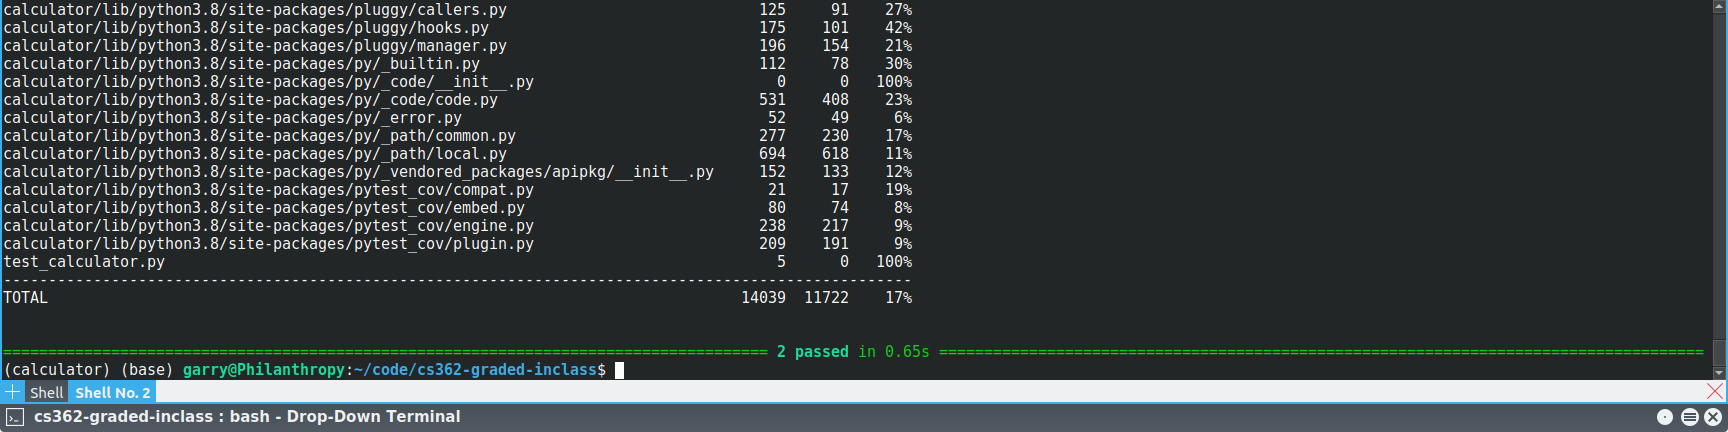 calculator/lib/python3.8/site-packages/pluggy/callers.py 125 91 27%
calculator/lib/python3.8/site-packages/pluggy/hooks.py 175 101 42%
calculator/lib/python3.8/site-packages/pluggy/manager.py 196 154 21%
calculator/lib/python3.8/site-packages/py/_builtin.py 112 78 30%
calculator/lib/python3.8/site-packages/py/_code/__init__.py 0 0 100%
calculator/lib/python3.8/site-packages/py/_code/code.py 531 408 23%
calculator/lib/python3.8/site-packages/py/_error.py 52 49 6%
calculator/lib/python3.8/site-packages/py/_path/common.py 277 230 17%
calculator/lib/python3.8/site-packages/py/_path/local.py 694 618 11%
calculator/lib/python3.8/site-packages/py/_vendored_packages/apipkg/__init__.py 152 133 12%
calculator/lib/python3.8/site-packages/pytest_cov/compat.py 21 17 19%
calculator/lib/python3.8/site-packages/pytest_cov/embed.py 80 74 8%
calculator/lib/python3.8/site-packages/pytest_cov/engine.py 238 217 9%
calculator/lib/python3.8/site-packages/pytest_cov/plugin.py 209 191 9%
test_calculator.py 5 0 100%
-----------------------------------------------------------------------------------------------------
TOTAL 14039 11722 17%
===================================================================================== 2 passed in 0.65s =====================================================================================
(calculator) (base) garry@Philanthropy:~/code/cs362-graded-inclass$
Shell Shell No. 2
cs362-graded-inclass : bash - Drop-Down Terminal